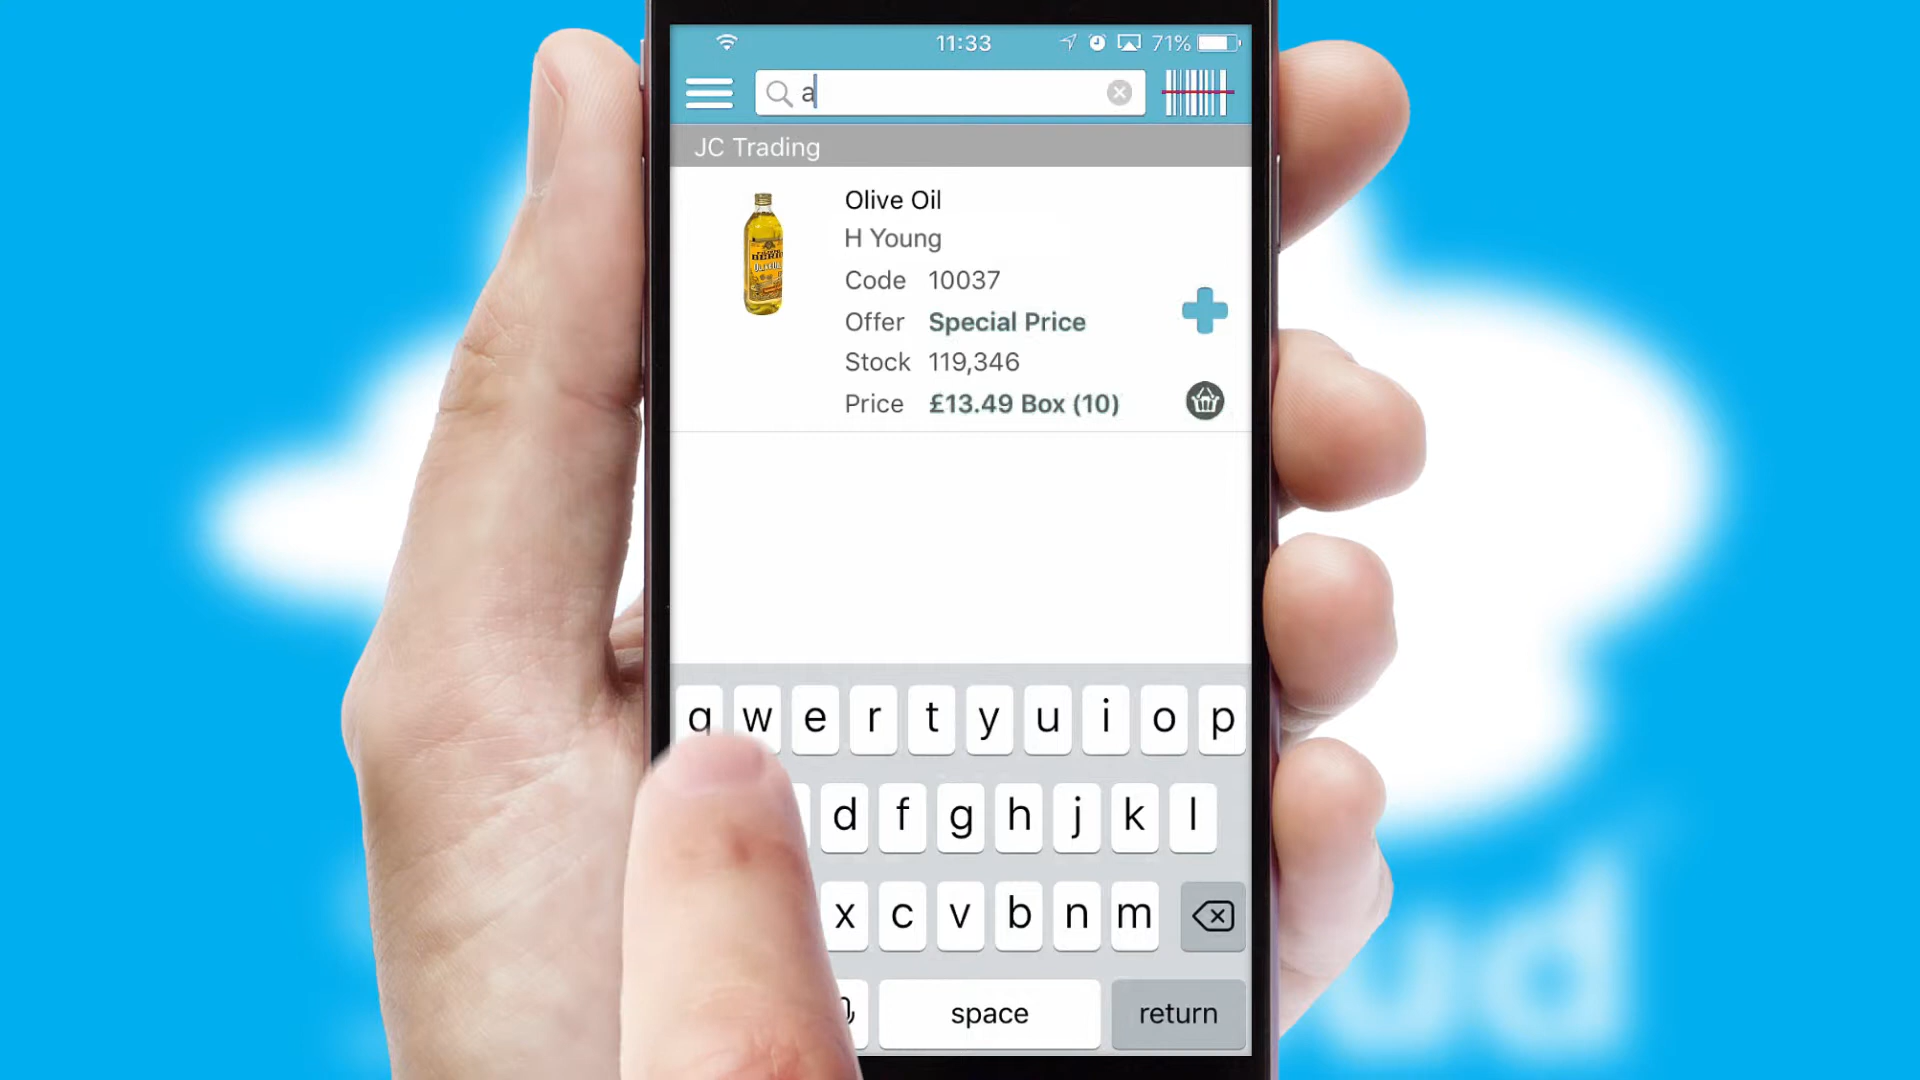 11:33
71%
a
JC Trading
Olive Oil
H Young
Code 10037
Offer Special Price
Stock 119,346
Price £13.49 Box (10)
q w e r t y u i o p
d f g h j k l
x c v b n m
space return
ud